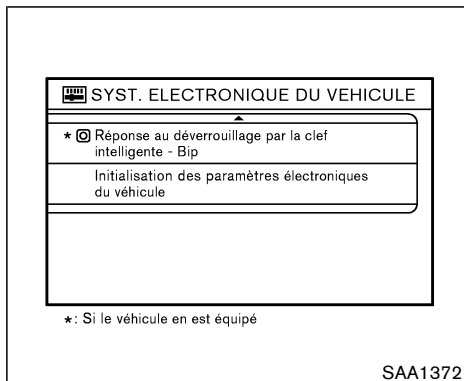 SYST. ELECTRONIQUE DU VEHICULE
* Réponse au déverrouillage par la clef
intelligente - Bip
Initialisation des paramètres électroniques
du véhicule
*: Si le véhicule en est équipé
SAA1372